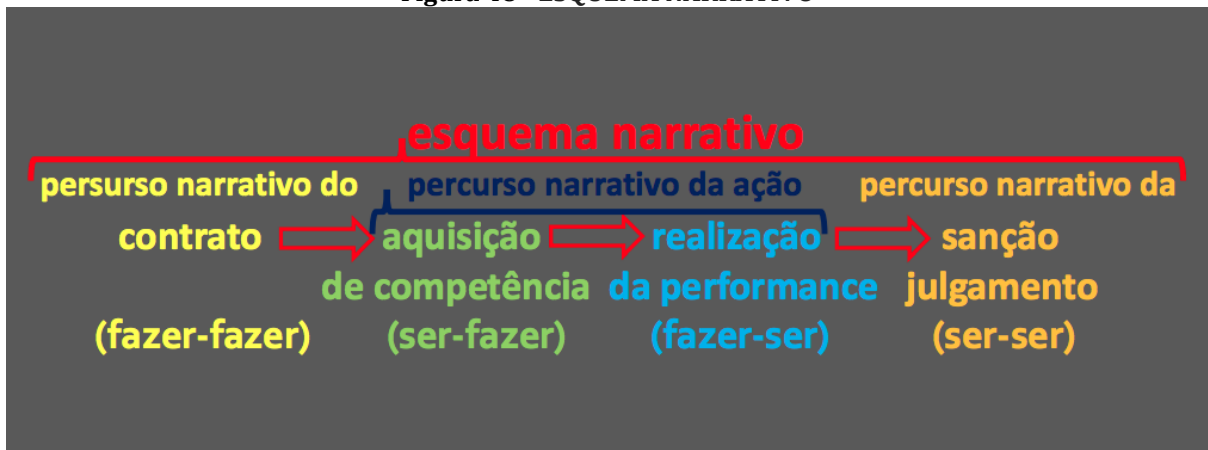 esquema narrativo
persurso narrativo do percurso narrativo da ação percurso narrativo da
contrato aquisição realização sanção
de competência da performance julgamento
(fazer-fazer) (ser-fazer) (fazer-ser) (ser-ser)